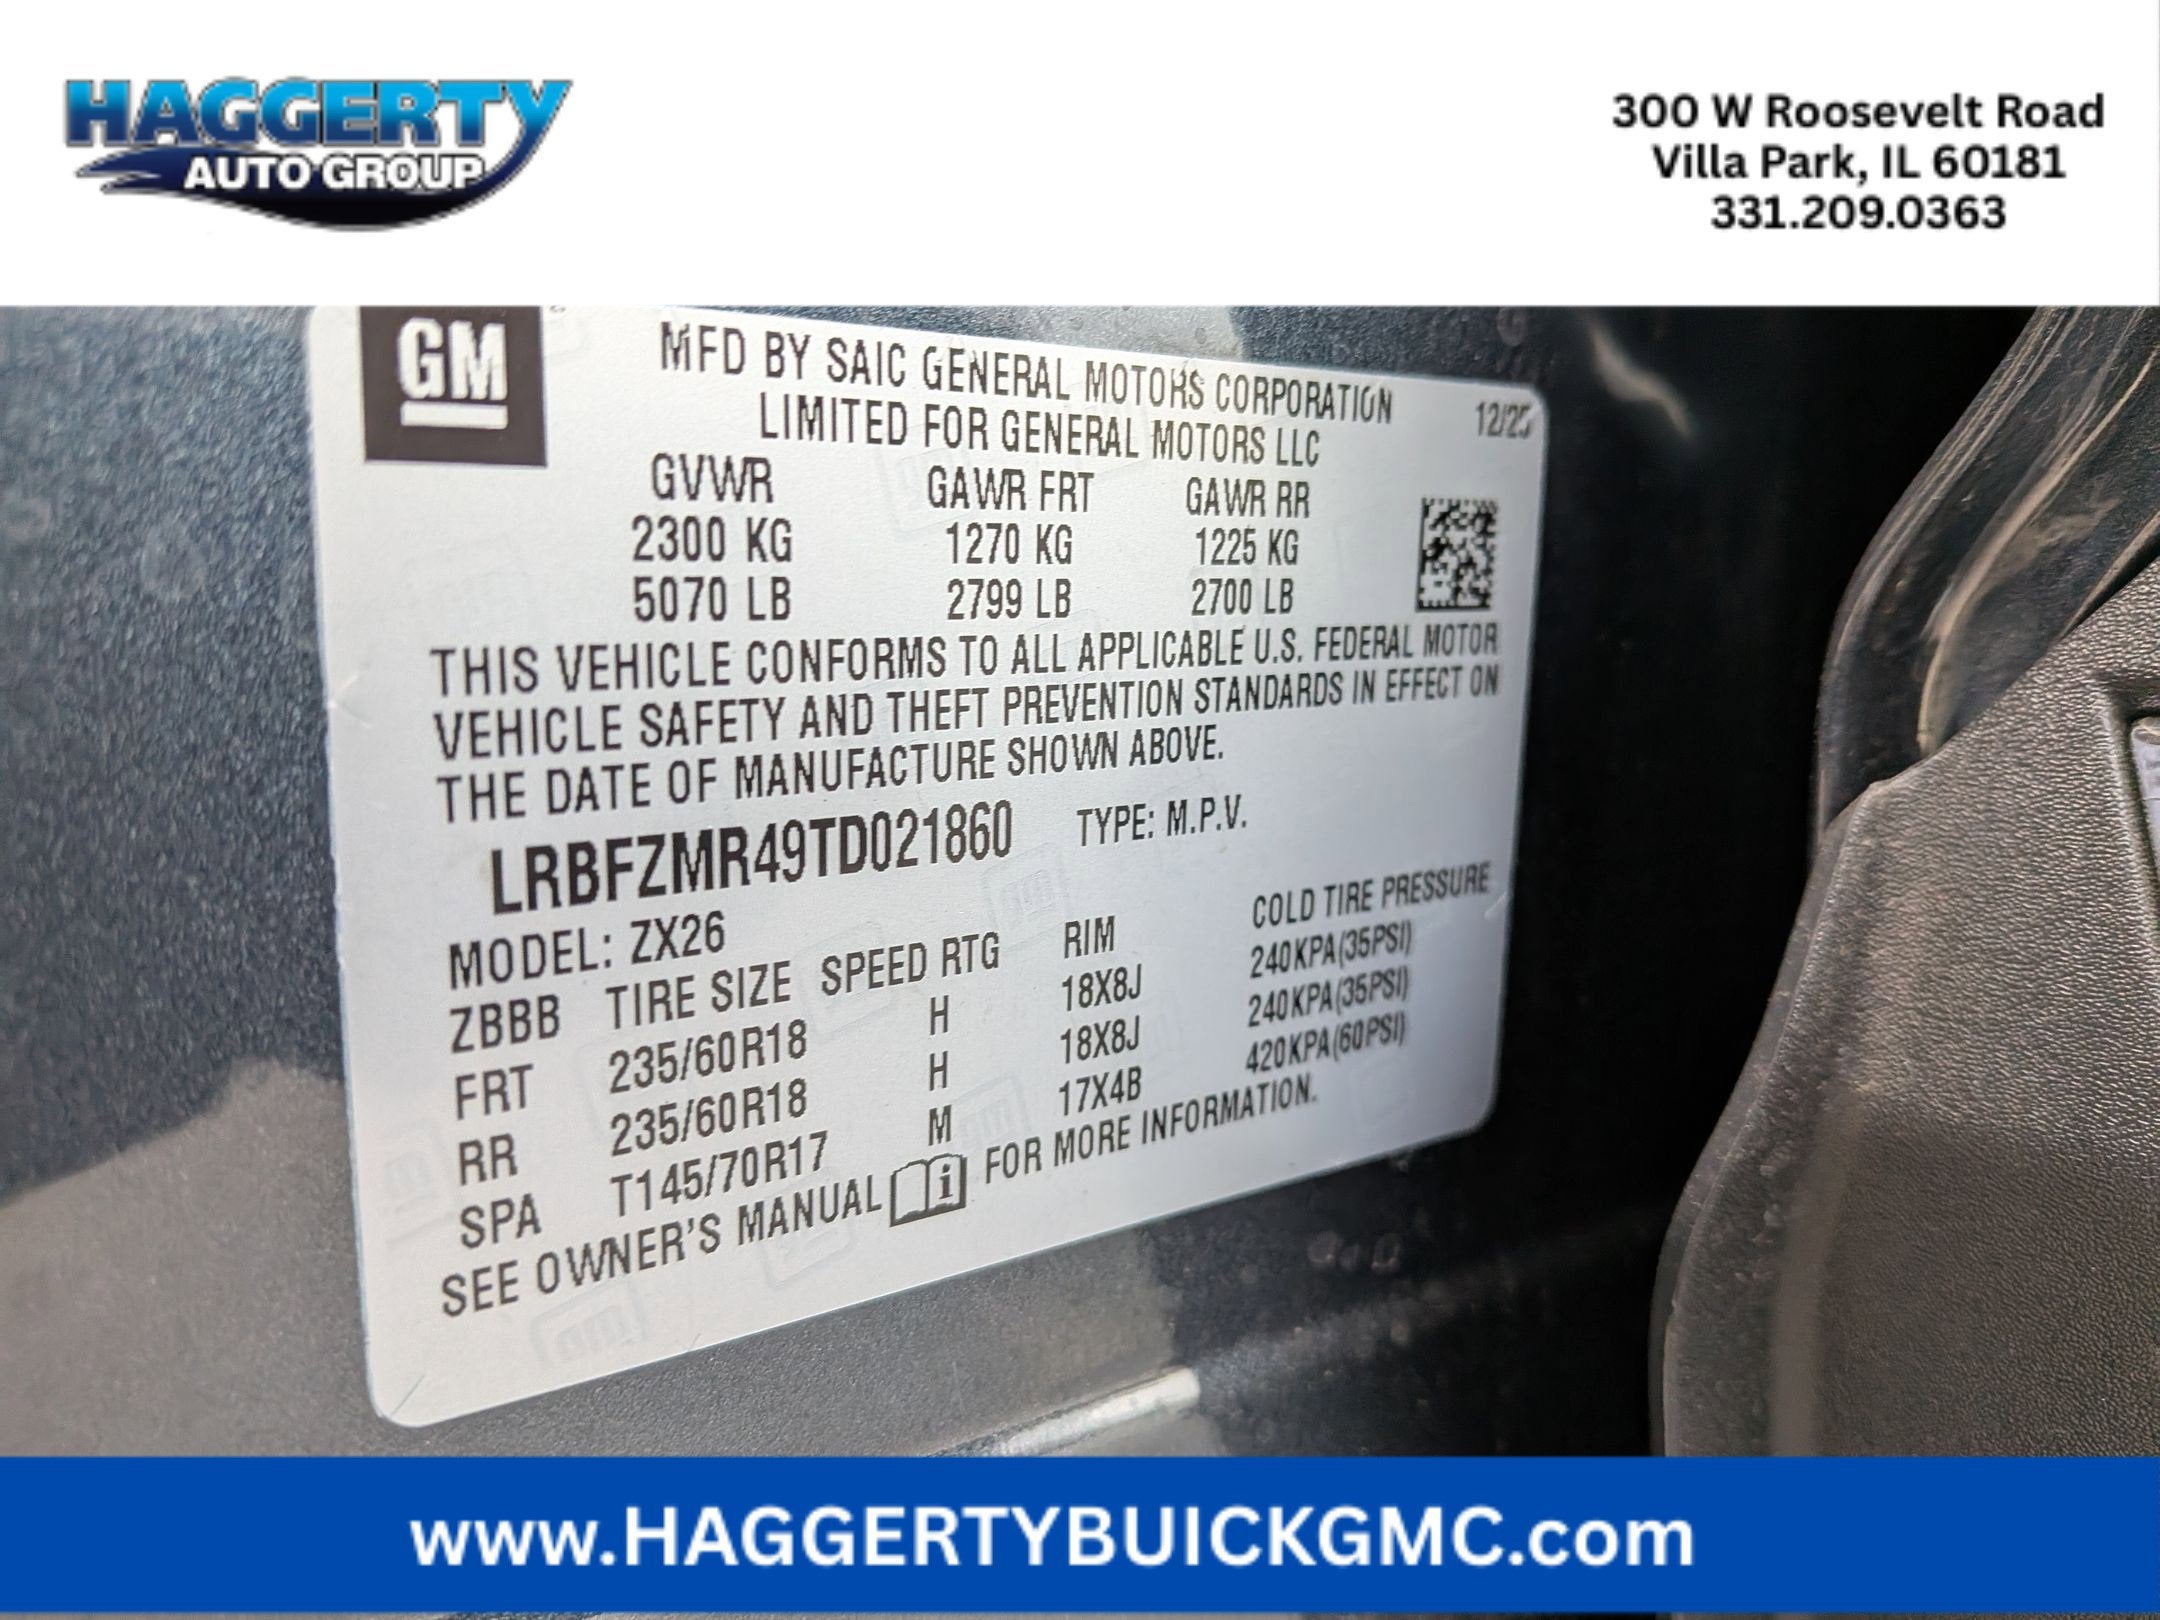 HAGGERTY
AUTO GROUP
300 W Roosevelt Road
Villa Park, IL 60181
331.209.0363
GM
MFD BY SAIC GENERAL MOTORS CORPORATION
LIMITED FOR GENERAL MOTORS LLC
12/25
GVWR GAWR FRT GAWR RR
2300 KG 1270 KG 1225 KG
5070 LB 2799 LB 2700 LB
THIS VEHICLE CONFORMS TO ALL APPLICABLE U.S. FEDERAL MOTOR
VEHICLE SAFETY AND THEFT PREVENTION STANDARDS IN EFFECT ON
THE DATE OF MANUFACTURE SHOWN ABOVE.
LRBFZMR49TD021860 TYPE: M.P.V.
MODEL: ZX26
ZBBB TIRE SIZE SPEED RTG RIM COLD TIRE PRESSURE
FRT 235/60R18 H 18X8J 240KPA(35PSI)
RR 235/60R18 H 18X8J 240KPA(35PSI)
SPA T145/70R17 M 17X4B 420KPA(60PSI)
SEE OWNER'S MANUAL i FOR MORE INFORMATION.
www.HAGGERTYBUICKGMC.com